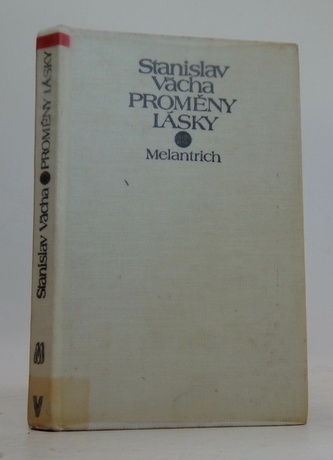 Stanislav
Vácha
PROMĚNY
LÁSKY
Melantrich
Stanislav Vácha PROMĚNY LÁSKY
V